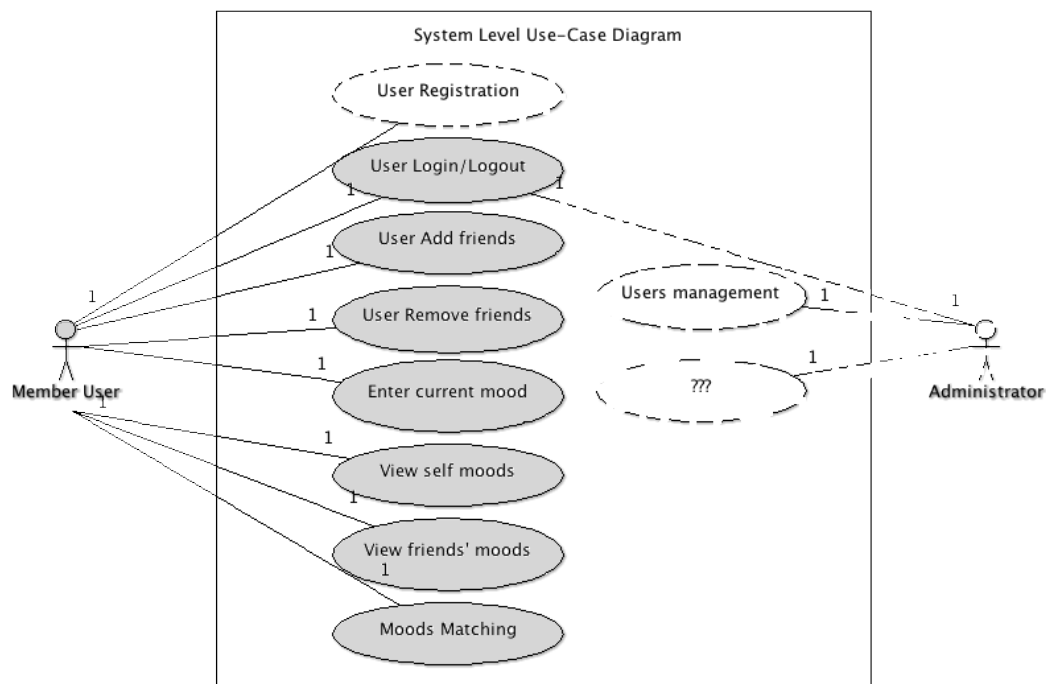 System Level Use-Case Diagram
User Registration
User Login/Logout
1
1
User Add friends
1
Users management
1
1
1
User Remove friends
1
1
Enter current mood
1
???
Member User
Administrator
1
1
View self moods
1
View friends' moods
1
Moods Matching